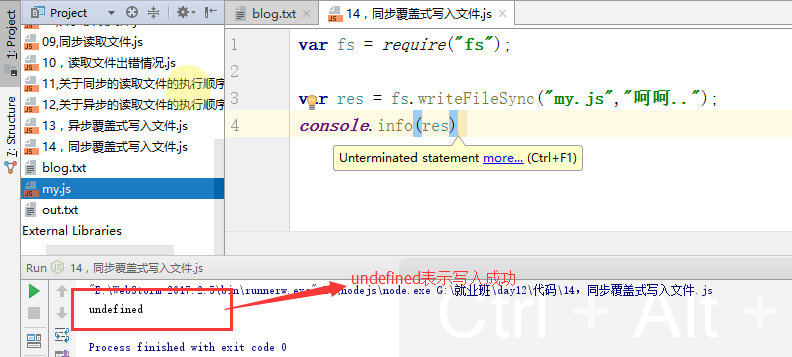 1: Project
Z: Structure
Project
09,同步读取文件.js
10，读取文件出错情况.js
11,关于同步的读取文件的执行顺序
12,关于异步的读取文件的执行顺序
13，异步覆盖式写入文件.js
14，同步覆盖式写入文件.js
blog.txt
my.js
out.txt
External Libraries
blog.txt
14，同步覆盖式写入文件.js
1 var fs = require("fs");
2
3 var res = fs.writeFileSync("my.js","呵呵..");
4 console.info(res)
Unterminated statement more... (Ctrl+F1)
Run 14，同步覆盖式写入文件.js
undefined表示写入成功
nodejs\node.exe G:\就业班\day12\代码\14，同步覆盖式写入文件.js
undefined
Process finished with exit code 0
Ctrl + Alt +